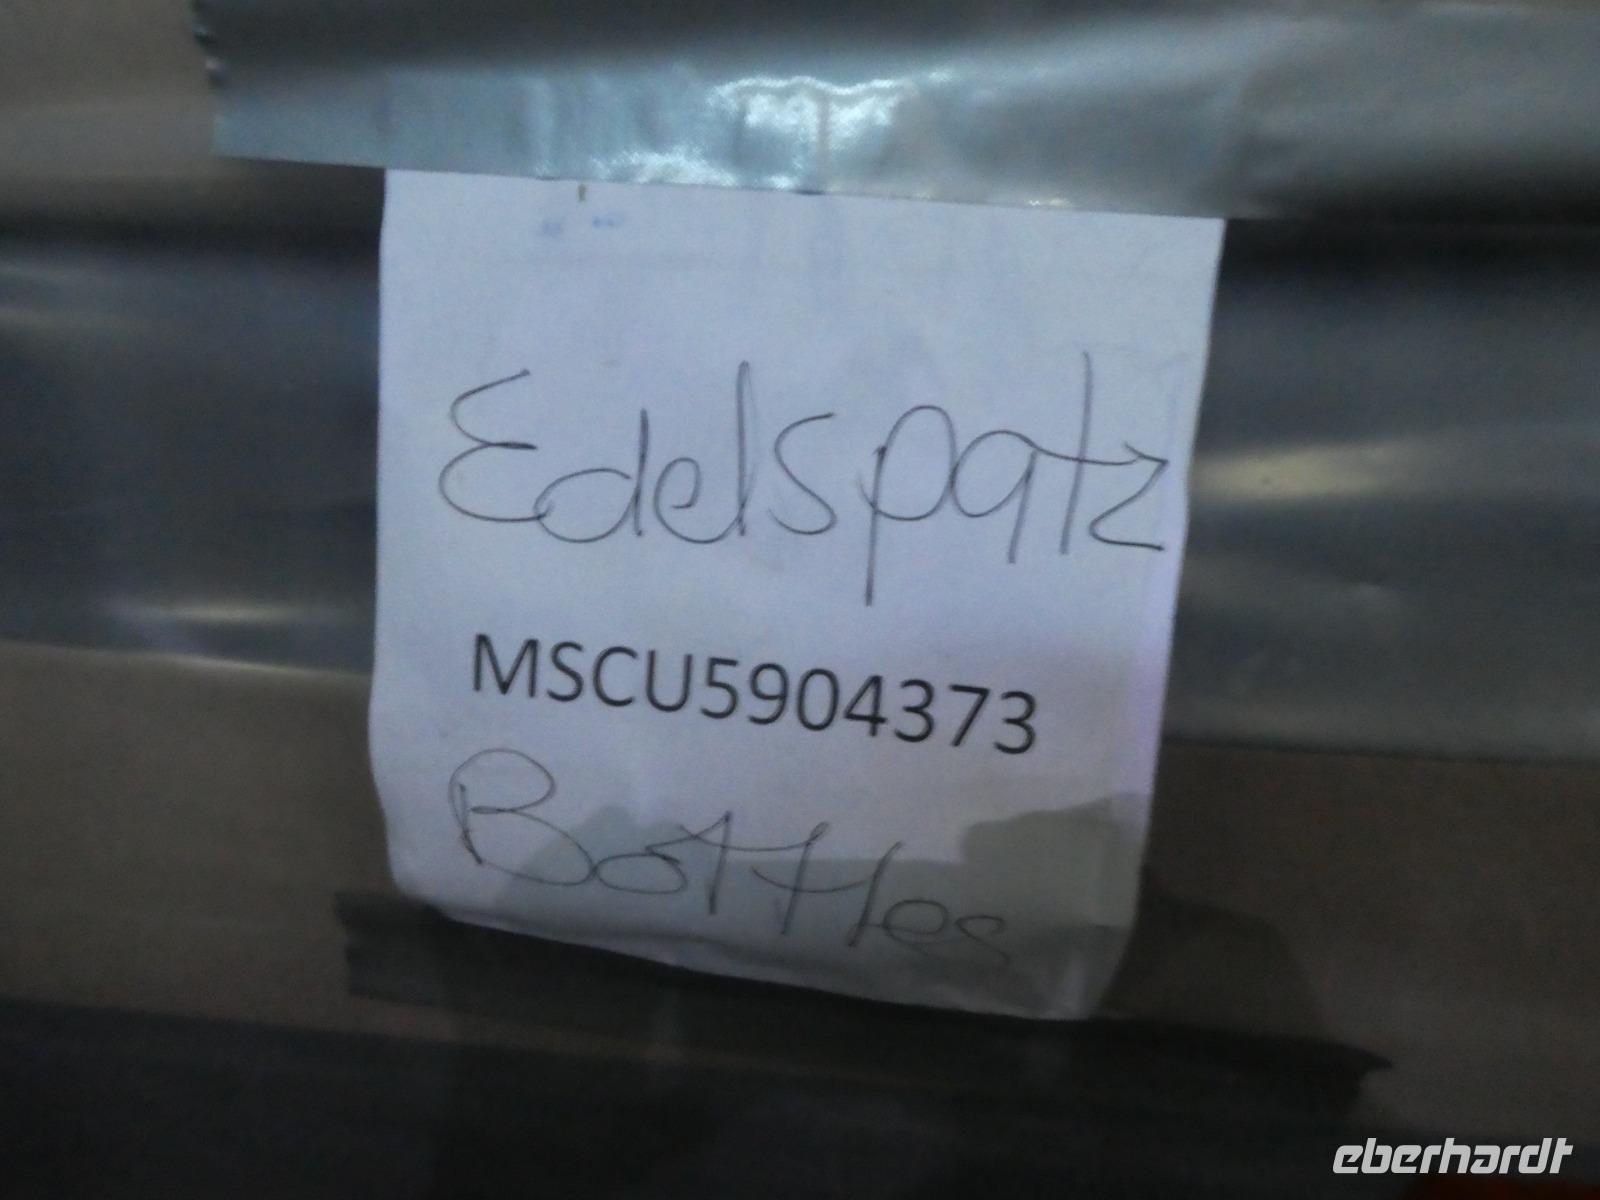 Edelspatz
MSCU5904373
Bottles
eberhardt